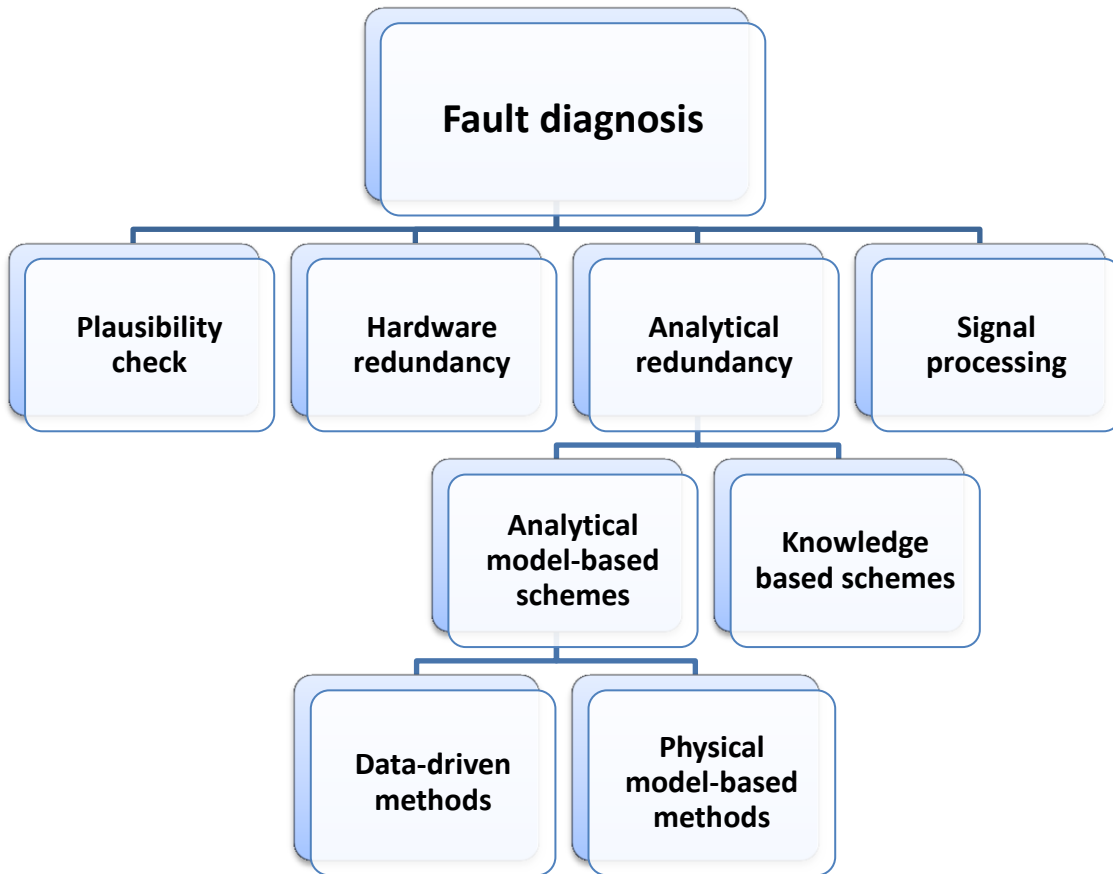 Fault diagnosis
Plausibility
check
Hardware
redundancy
Analytical
redundancy
Signal
processing
Analytical
model-based
schemes
Knowledge
based schemes
Data-driven
methods
Physical
model-based
methods